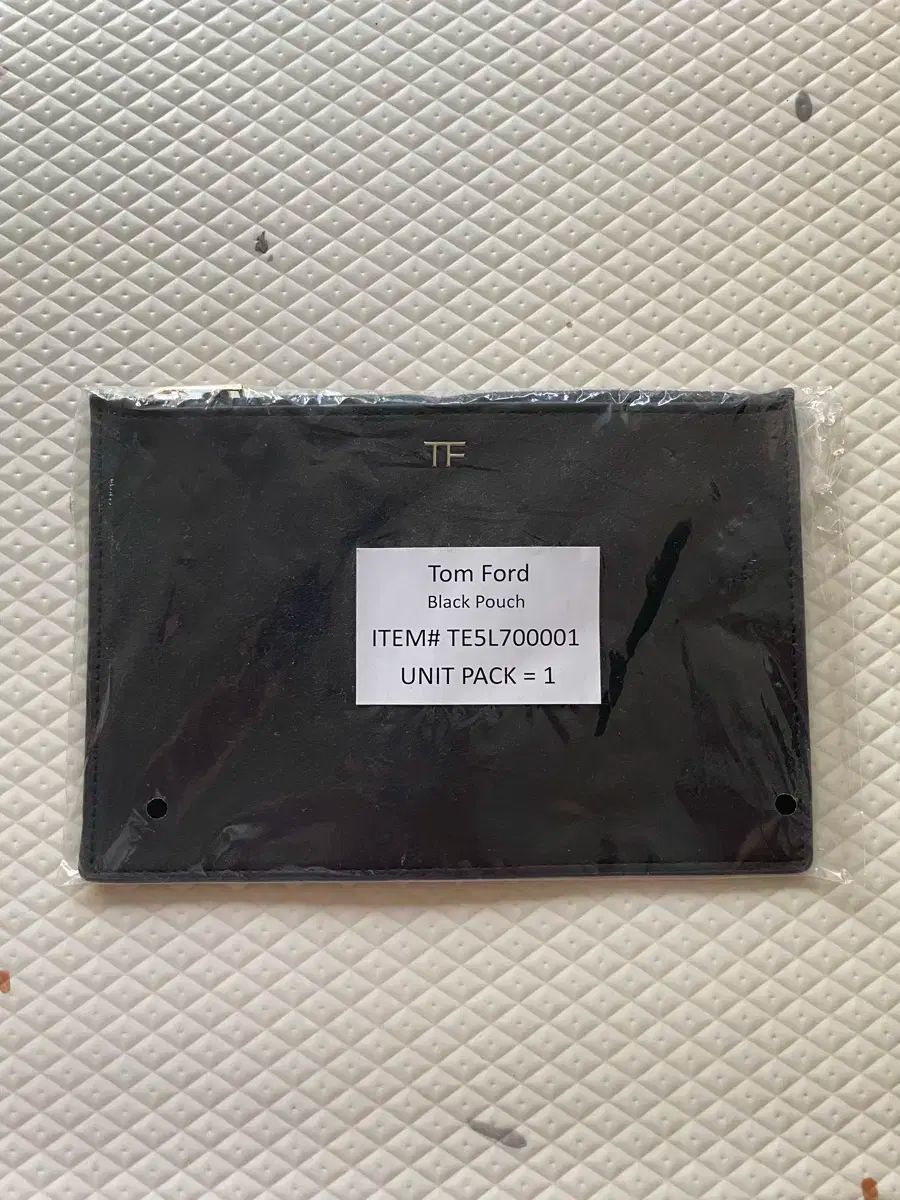 TF
Tom Ford
Black Pouch
ITEM# TE5L700001
UNIT PACK = 1